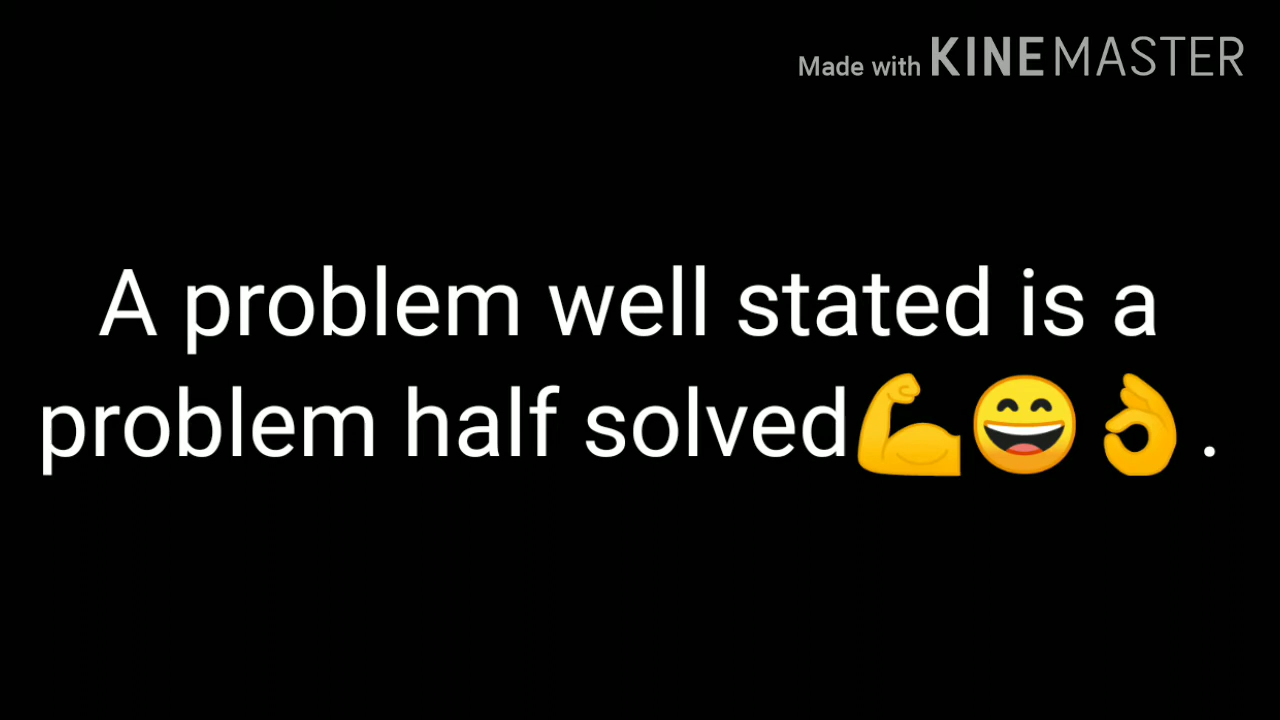 Made with KINEMASTER
A problem well stated is a
problem half solved💪😄👌 .